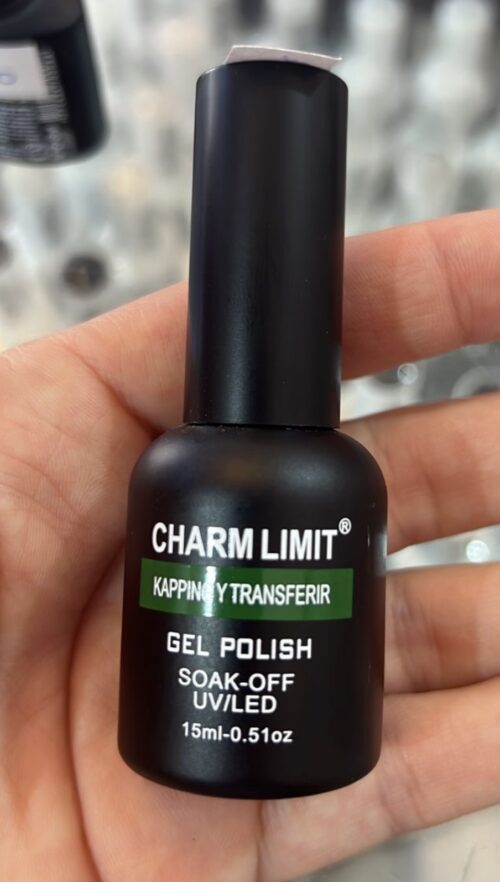 CHARM LIMIT®
KAPPING Y TRANSFERIR
GEL POLISH
SOAK-OFF
UV/LED
15ml-0.51oz